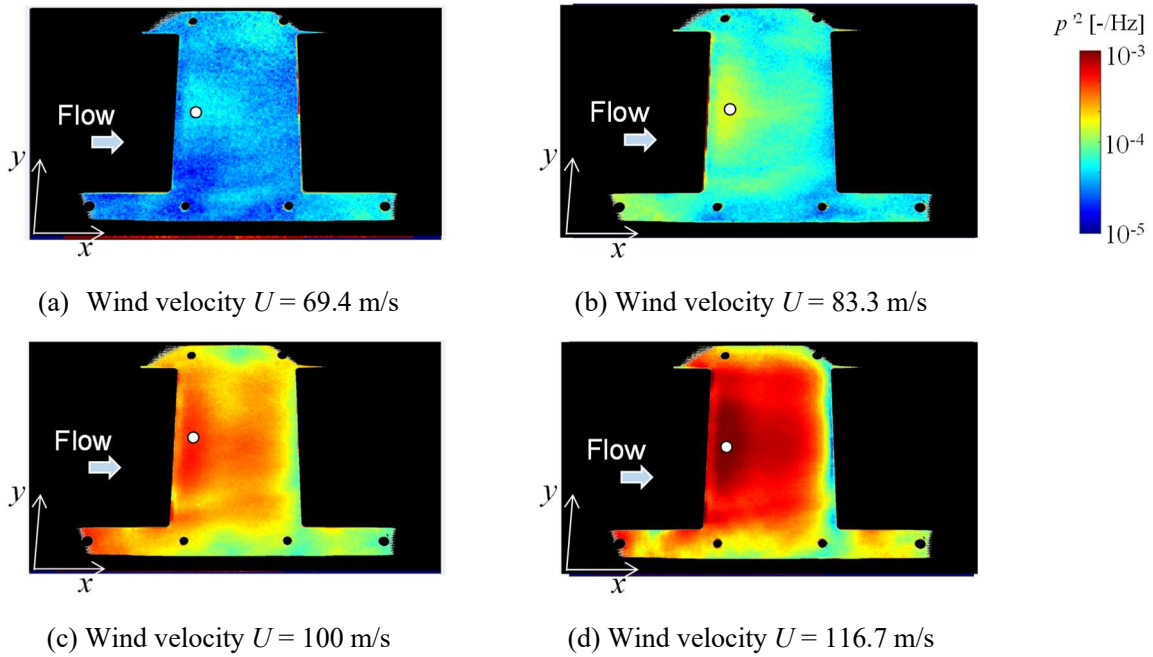 p'² [-/Hz]
10⁻³
10⁻⁴
10⁻⁵
Flow
y
x
Flow
y
x
(a) Wind velocity U = 69.4 m/s
(b) Wind velocity U = 83.3 m/s
Flow
y
x
Flow
y
x
(c) Wind velocity U = 100 m/s
(d) Wind velocity U = 116.7 m/s